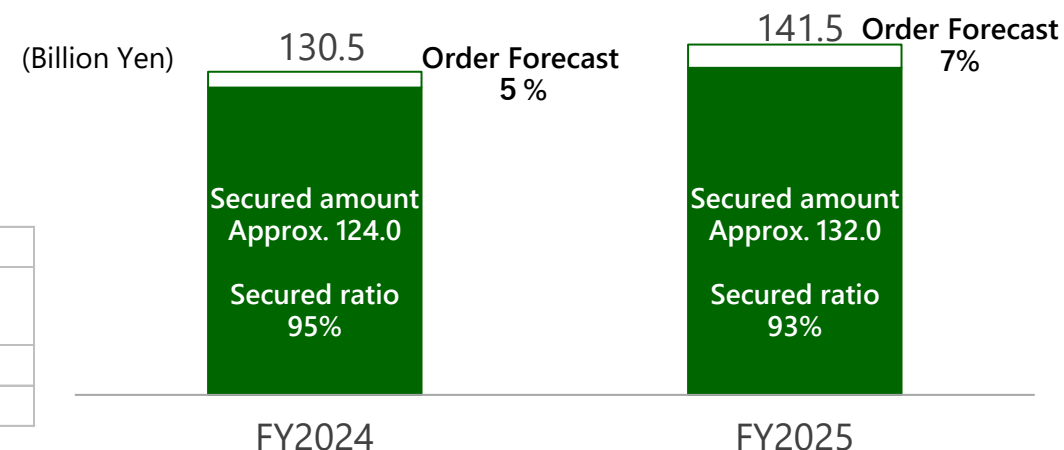 (Billion Yen)
130.5
Order Forecast
5 %
141.5
Order Forecast
7%
Secured amount
Approx. 124.0
Secured ratio
95%
Secured amount
Approx. 132.0
Secured ratio
93%
FY2024
FY2025